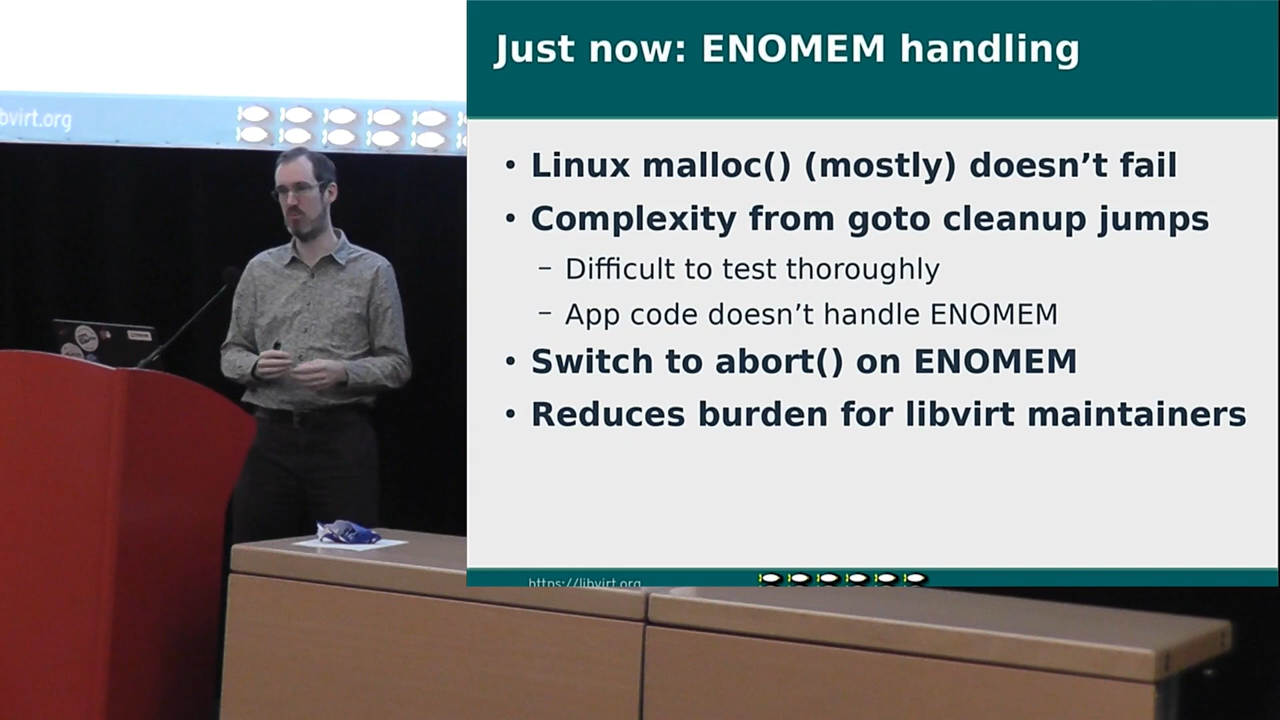 Just now: ENOMEM handling
bvirt.org
• Linux malloc() (mostly) doesn’t fail
• Complexity from goto cleanup jumps
– Difficult to test thoroughly
– App code doesn’t handle ENOMEM
• Switch to abort() on ENOMEM
• Reduces burden for libvirt maintainers
https://libvirt.org